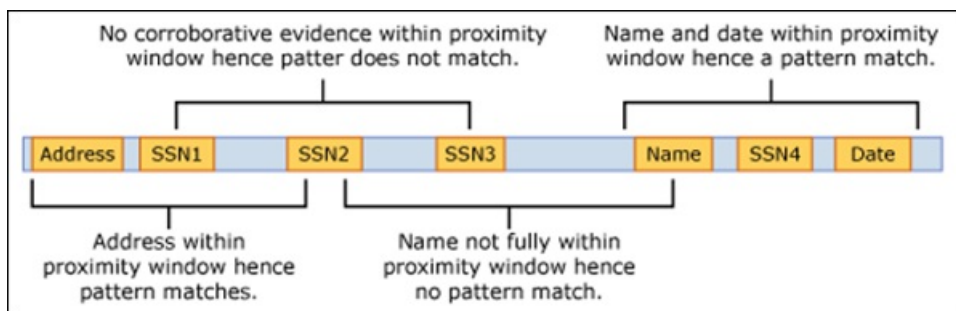 No corroborative evidence within proximity
window hence patter does not match.
Name and date within proximity
window hence a pattern match.
Address SSN1 SSN2 SSN3 Name SSN4 Date
Address within
proximity window hence
pattern matches.
Name not fully within
proximity window hence
no pattern match.